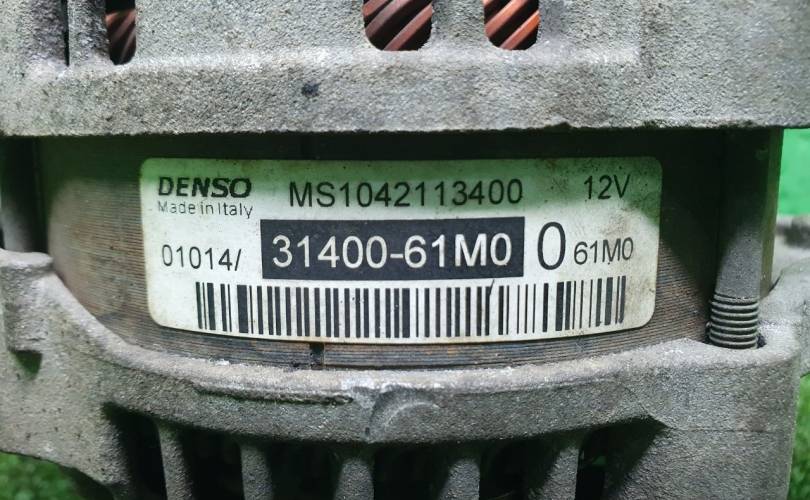 DENSO MS1042113400 12V
Made in Italy
01014/ 31400-61M0 0 61M0